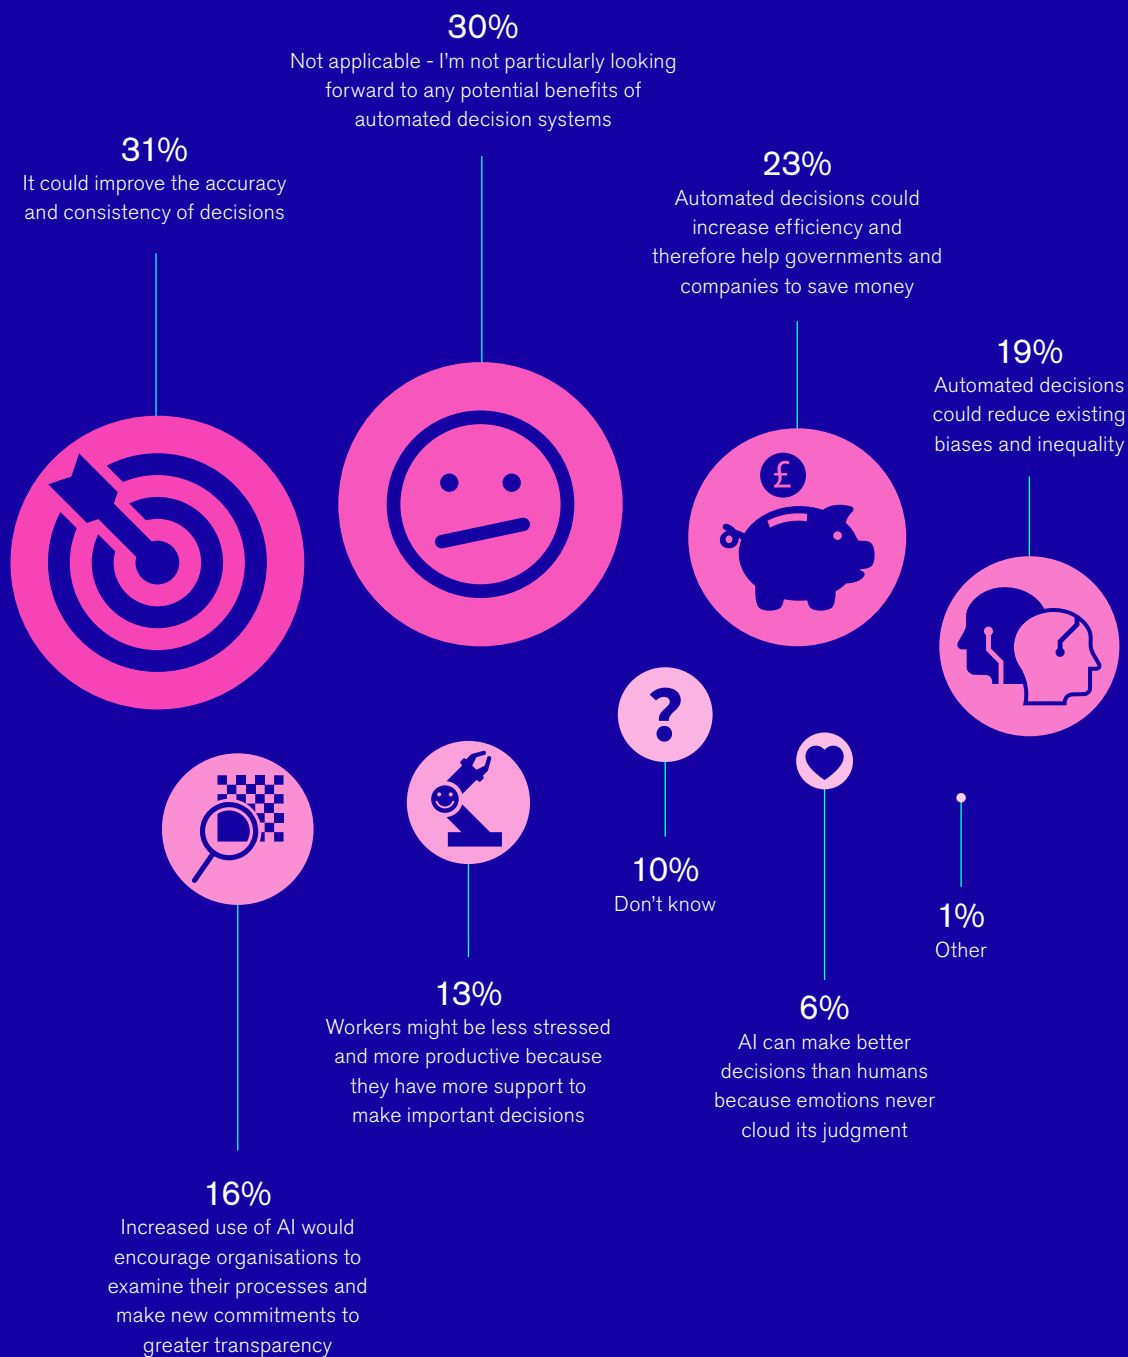 30%
Not applicable - I'm not particularly looking
forward to any potential benefits of
automated decision systems
31%
It could improve the accuracy
and consistency of decisions
23%
Automated decisions could
increase efficiency and
therefore help governments and
companies to save money
19%
Automated decisions
could reduce existing
biases and inequality
£
?
10%
Don't know
1%
Other
13%
Workers might be less stressed
and more productive because
they have more support to
make important decisions
6%
AI can make better
decisions than humans
because emotions never
cloud its judgment
16%
Increased use of AI would
encourage organisations to
examine their processes and
make new commitments to
greater transparency